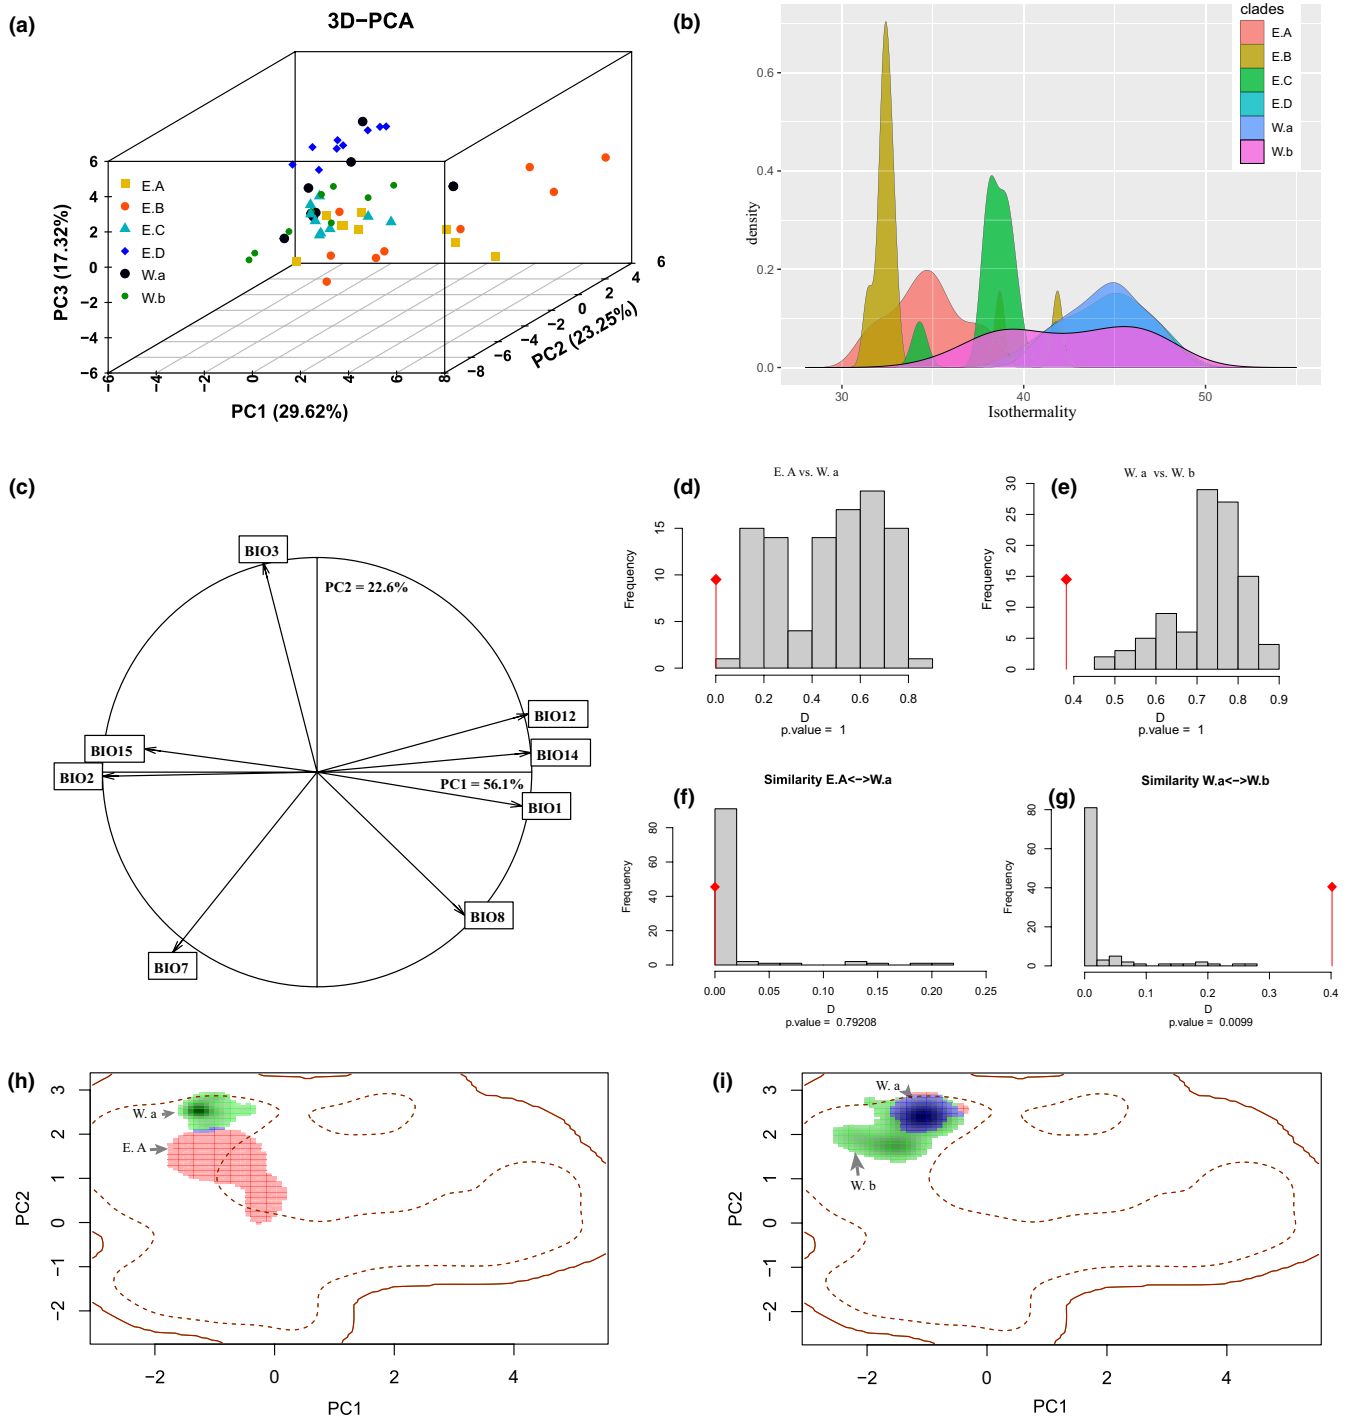 (a)
3D−PCA
6
4
2
0
−2
−4
−6
PC3 (17.32%)
E.A
E.B
E.C
E.D
W.a
W.b
−6
−4
−2
0
2
4
6
8
PC1 (29.62%)
−8
−6
−4
−2
0
2
4
6
PC2 (23.25%)
(b)
clades
E.A
E.B
E.C
E.D
W.a
W.b
0.6
0.4
0.2
0.0
density
30
40
50
Isothermality
(c)
BIO3
PC2 = 22.6%
BIO12
BIO15
BIO14
BIO2
PC1 = 56.1%
BIO1
BIO8
BIO7
(d)
E. A vs. W. a
15
10
5
0
Frequency
0.0
0.2
0.4
0.6
0.8
D
p.value = 1
(e)
W. a vs. W. b
30
25
20
15
10
5
0
Frequency
0.4
0.5
0.6
0.7
0.8
0.9
D
p.value = 1
(f)
Similarity E.A<−>W.a
80
60
40
20
0
Frequency
0.00
0.05
0.10
0.15
0.20
0.25
D
p.value = 0.79208
(g)
Similarity W.a<−>W.b
80
60
40
20
0
Frequency
0.0
0.1
0.2
0.3
0.4
D
p.value = 0.0099
(h)
3
2
1
0
−1
−2
PC2
W. a
E. A
−2
0
2
4
PC1
(i)
3
2
1
0
−1
−2
PC2
W. a
W. b
−2
0
2
4
PC1